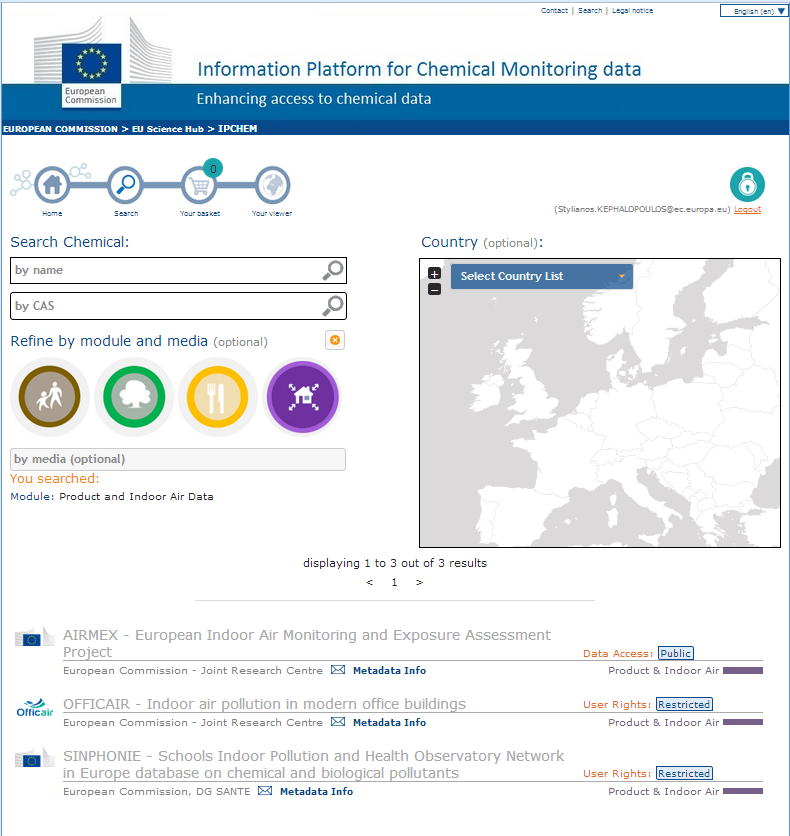 Contact | Search | Legal notice
English (en)
European
Commission
Information Platform for Chemical Monitoring data
Enhancing access to chemical data
EUROPEAN COMMISSION > EU Science Hub > IPCHEM
0
Home
Search
Your basket
Your viewer
(Stylianos.KEPHALOPOULOS@ec.europa.eu) Logout
Search Chemical:
by name
by CAS
Refine by module and media (optional)
by media (optional)
You searched:
Module: Product and Indoor Air Data
Country (optional):
+
Select Country List
–
displaying 1 to 3 out of 3 results
< 1 >
AIRMEX - European Indoor Air Monitoring and Exposure Assessment
Project
Data Access: Public
European Commission - Joint Research Centre Metadata Info
Product & Indoor Air
Officair
OFFICAIR - Indoor air pollution in modern office buildings
User Rights: Restricted
European Commission - Joint Research Centre Metadata Info
Product & Indoor Air
SINPHONIE - Schools Indoor Pollution and Health Observatory Network
in Europe database on chemical and biological pollutants
User Rights: Restricted
European Commission, DG SANTE Metadata Info
Product & Indoor Air